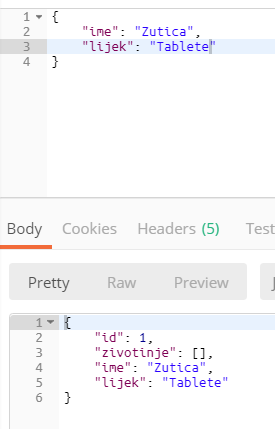 1 {
2 "ime": "Zutica",
3 "lijek": "Tablete"
4 }
Body Cookies Headers (5) Test
Pretty Raw Preview
1 {
2 "id": 1,
3 "zivotinje": [],
4 "ime": "Zutica",
5 "lijek": "Tablete"
6 }